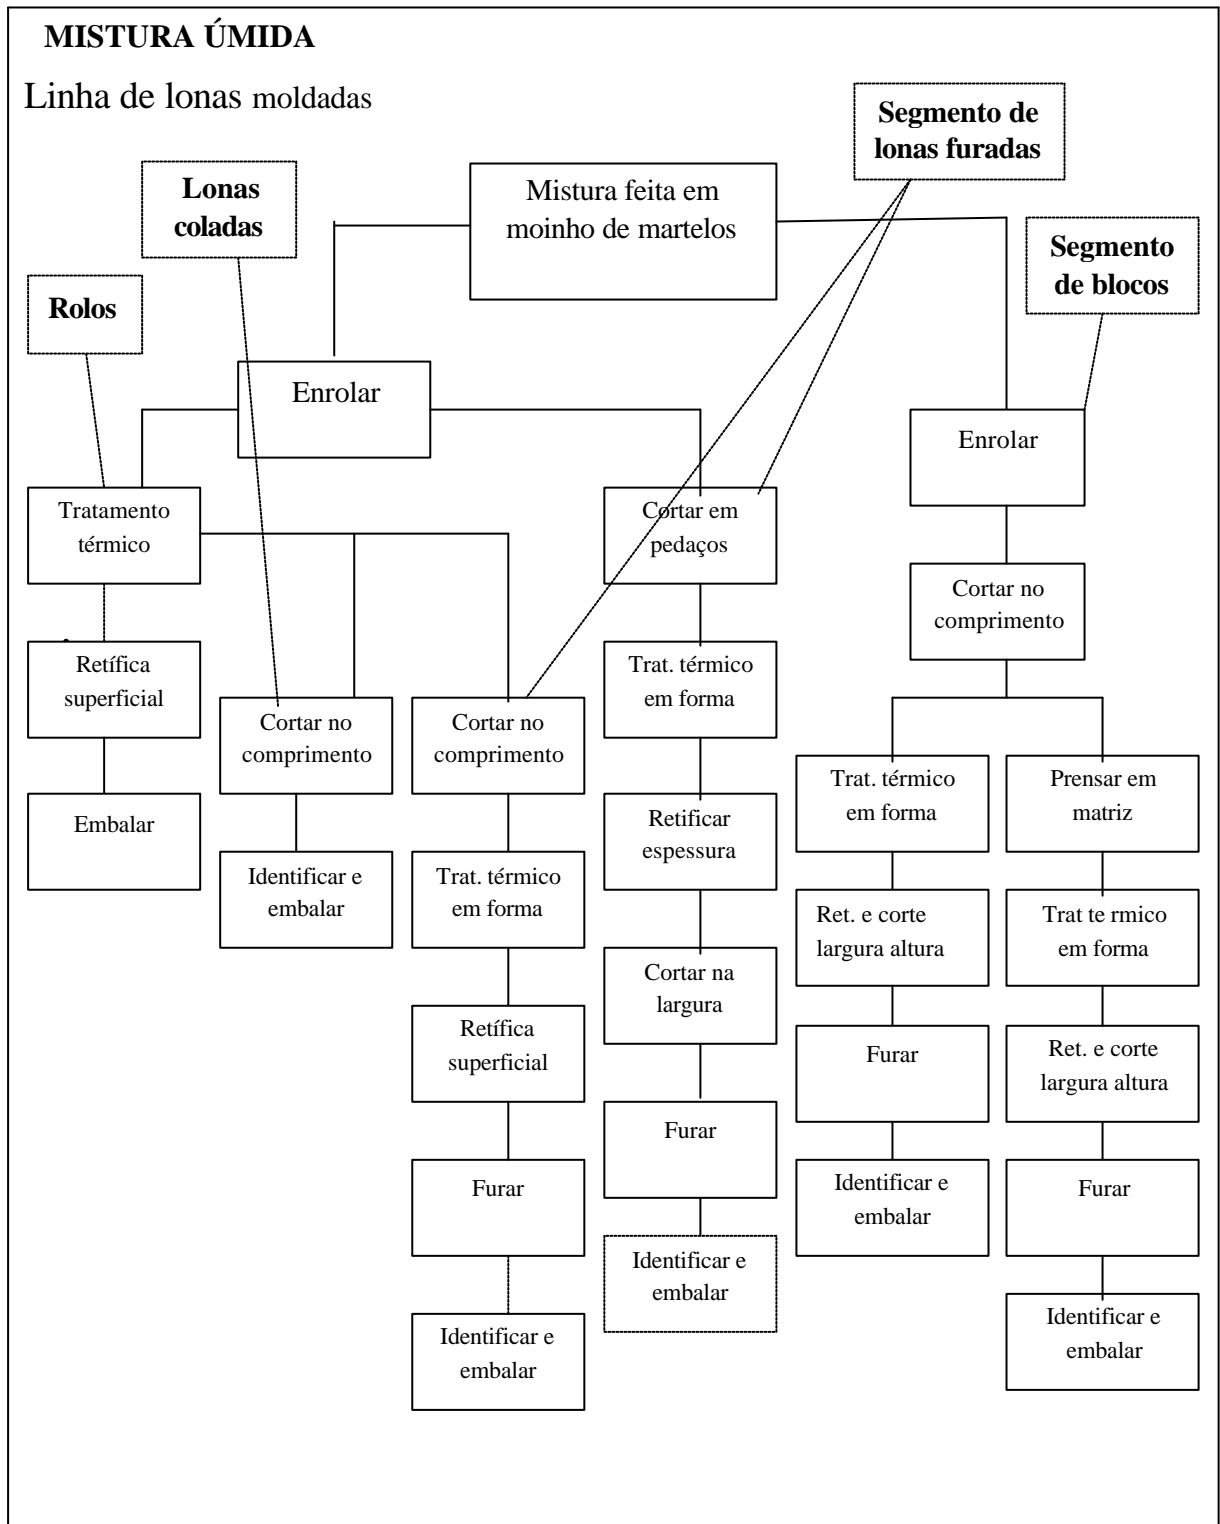 MISTURA ÚMIDA
Linha de lonas moldadas
Segmento de
lonas furadas
Lonas
coladas
Mistura feita em
moinho de martelos
Segmento
de blocos
Rolos
Enrolar
Enrolar
Tratamento
térmico
Cortar em
pedaços
Cortar no
comprimento
Retífica
superficial
Trat. térmico
em forma
Cortar no
comprimento
Cortar no
comprimento
Trat. térmico
em forma
Prensar em
matriz
Embalar
Retificar
espessura
Identificar e
embalar
Trat. térmico
em forma
Ret. e corte
largura altura
Trat te rmico
em forma
Cortar na
largura
Retífica
superficial
Furar
Ret. e corte
largura altura
Furar
Furar
Identificar e
embalar
Furar
Identificar e
embalar
Identificar e
embalar
Identificar e
embalar